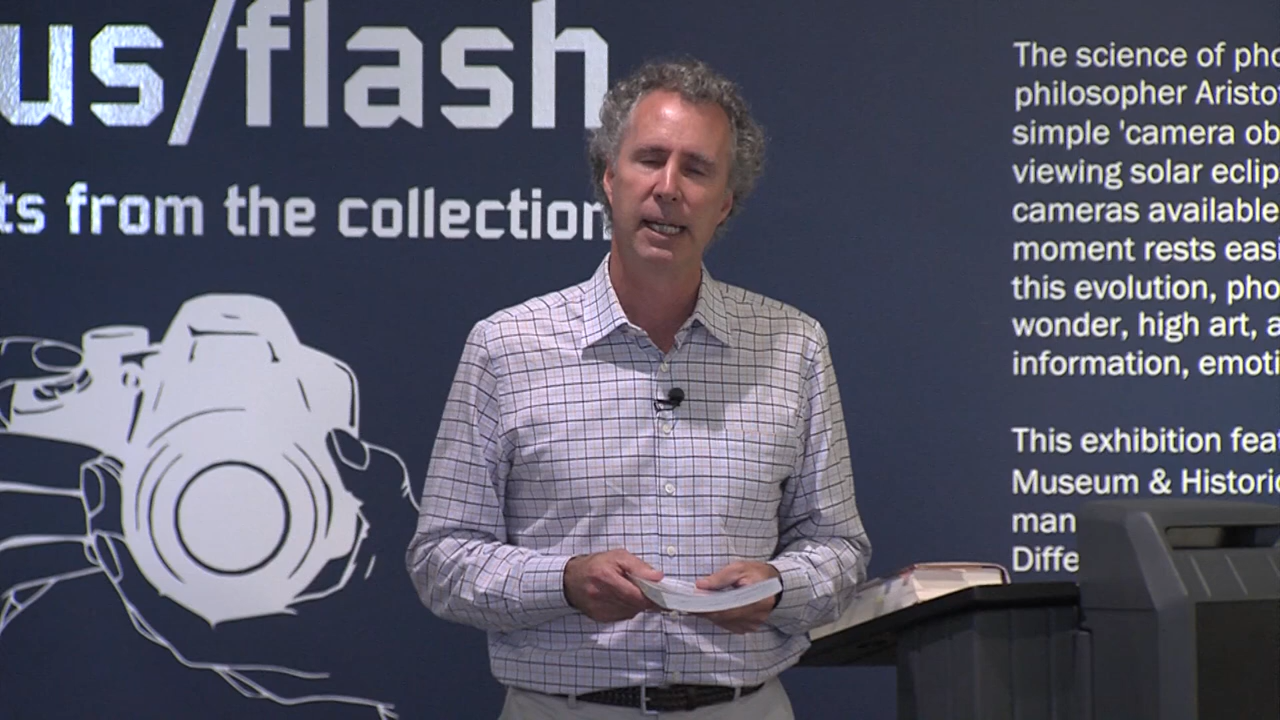 us/flash
ts from the collection
The science of pho
philosopher Aristo
simple 'camera ob
viewing solar eclip
cameras available
moment rests easi
this evolution, pho
wonder, high art, a
information, emoti
This exhibition feat
Museum & Historic
man
Diffe